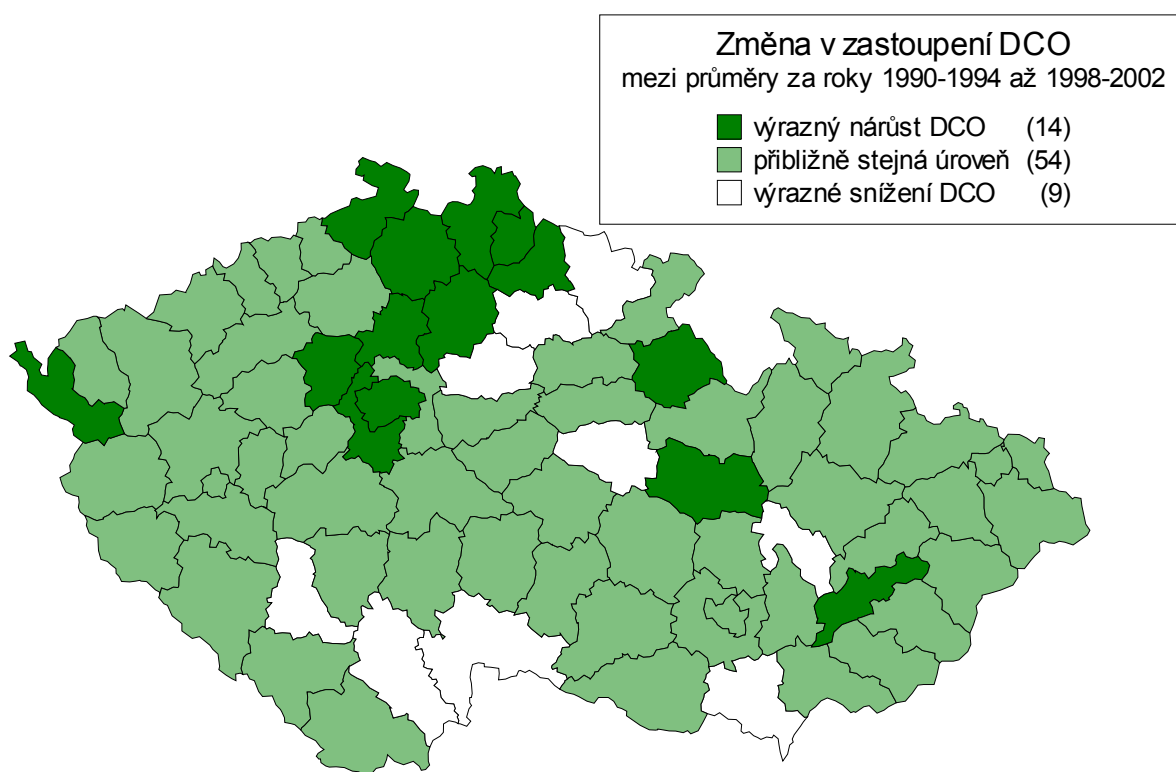 Změna v zastoupení DCO
mezi průměry za roky 1990-1994 až 1998-2002
výrazný nárůst DCO (14)
přibližně stejná úroveň (54)
výrazné snížení DCO (9)